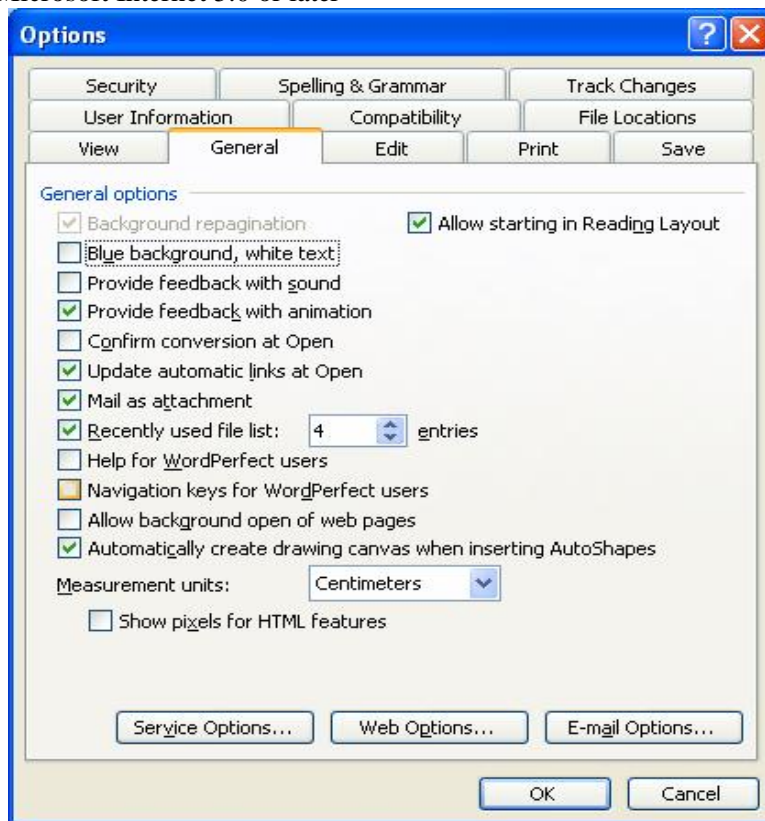 Microsoft Internet 5.0 or later
Options
Security Spelling & Grammar Track Changes
User Information Compatibility File Locations
View General Edit Print Save
General options
Background repagination Allow starting in Reading Layout
Blue background, white text
Provide feedback with sound
Provide feedback with animation
Confirm conversion at Open
Update automatic links at Open
Mail as attachment
Recently used file list: 4 entries
Help for WordPerfect users
Navigation keys for WordPerfect users
Allow background open of web pages
Automatically create drawing canvas when inserting AutoShapes
Measurement units: Centimeters
Show pixels for HTML features
Service Options... Web Options... E-mail Options...
OK Cancel